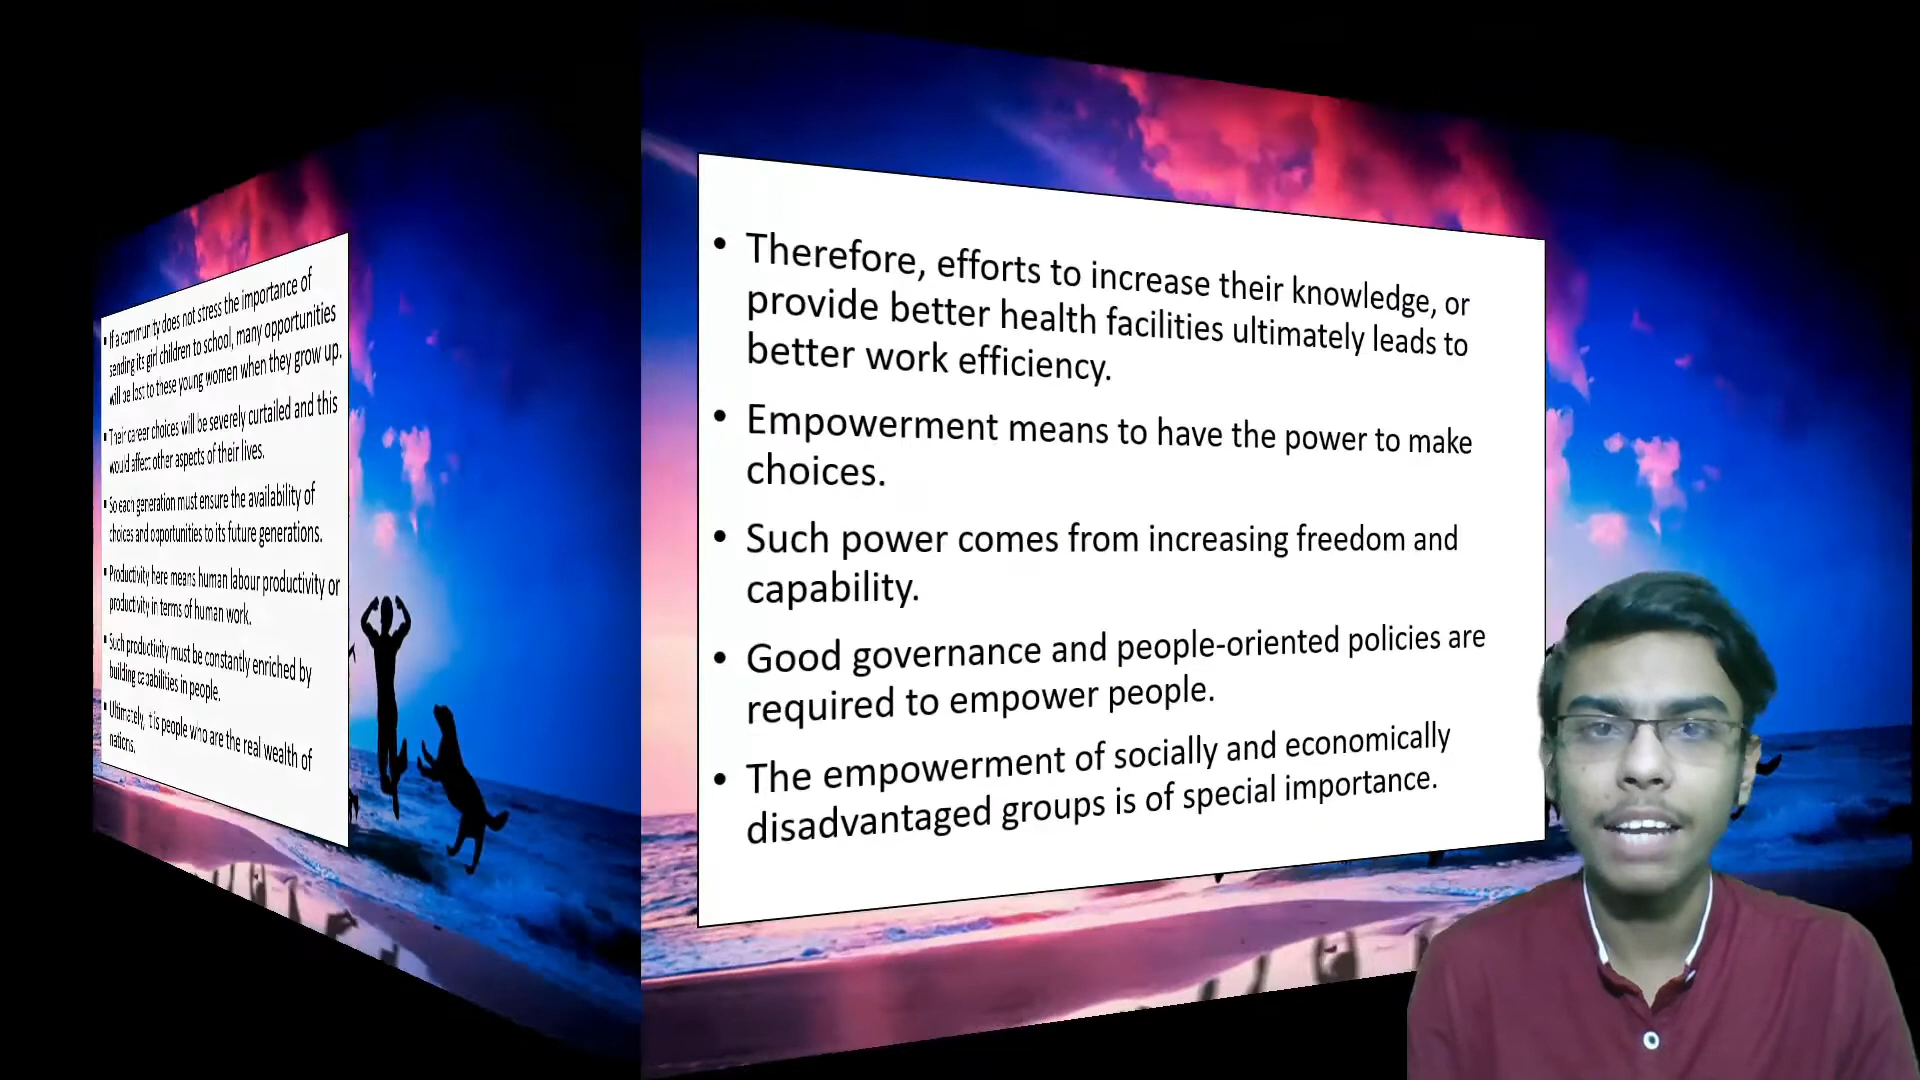 • If a community does not stress the importance of
sending its girl children to school, many opportunities
will be lost to these young women when they grow up.
• Their career choices will be severely curtailed and this
would affect other aspects of their lives.
• So each generation must ensure the availability of
choices and opportunities to its future generations.
• Productivity here means human labour productivity or
productivity in terms of human work.
• Such productivity must be constantly enriched by
building capabilities in people.
• Ultimately, it is people who are the real wealth of
nations.
• Therefore, efforts to increase their knowledge, or
provide better health facilities ultimately leads to
better work efficiency.
• Empowerment means to have the power to make
choices.
• Such power comes from increasing freedom and
capability.
• Good governance and people-oriented policies are
required to empower people.
• The empowerment of socially and economically
disadvantaged groups is of special importance.